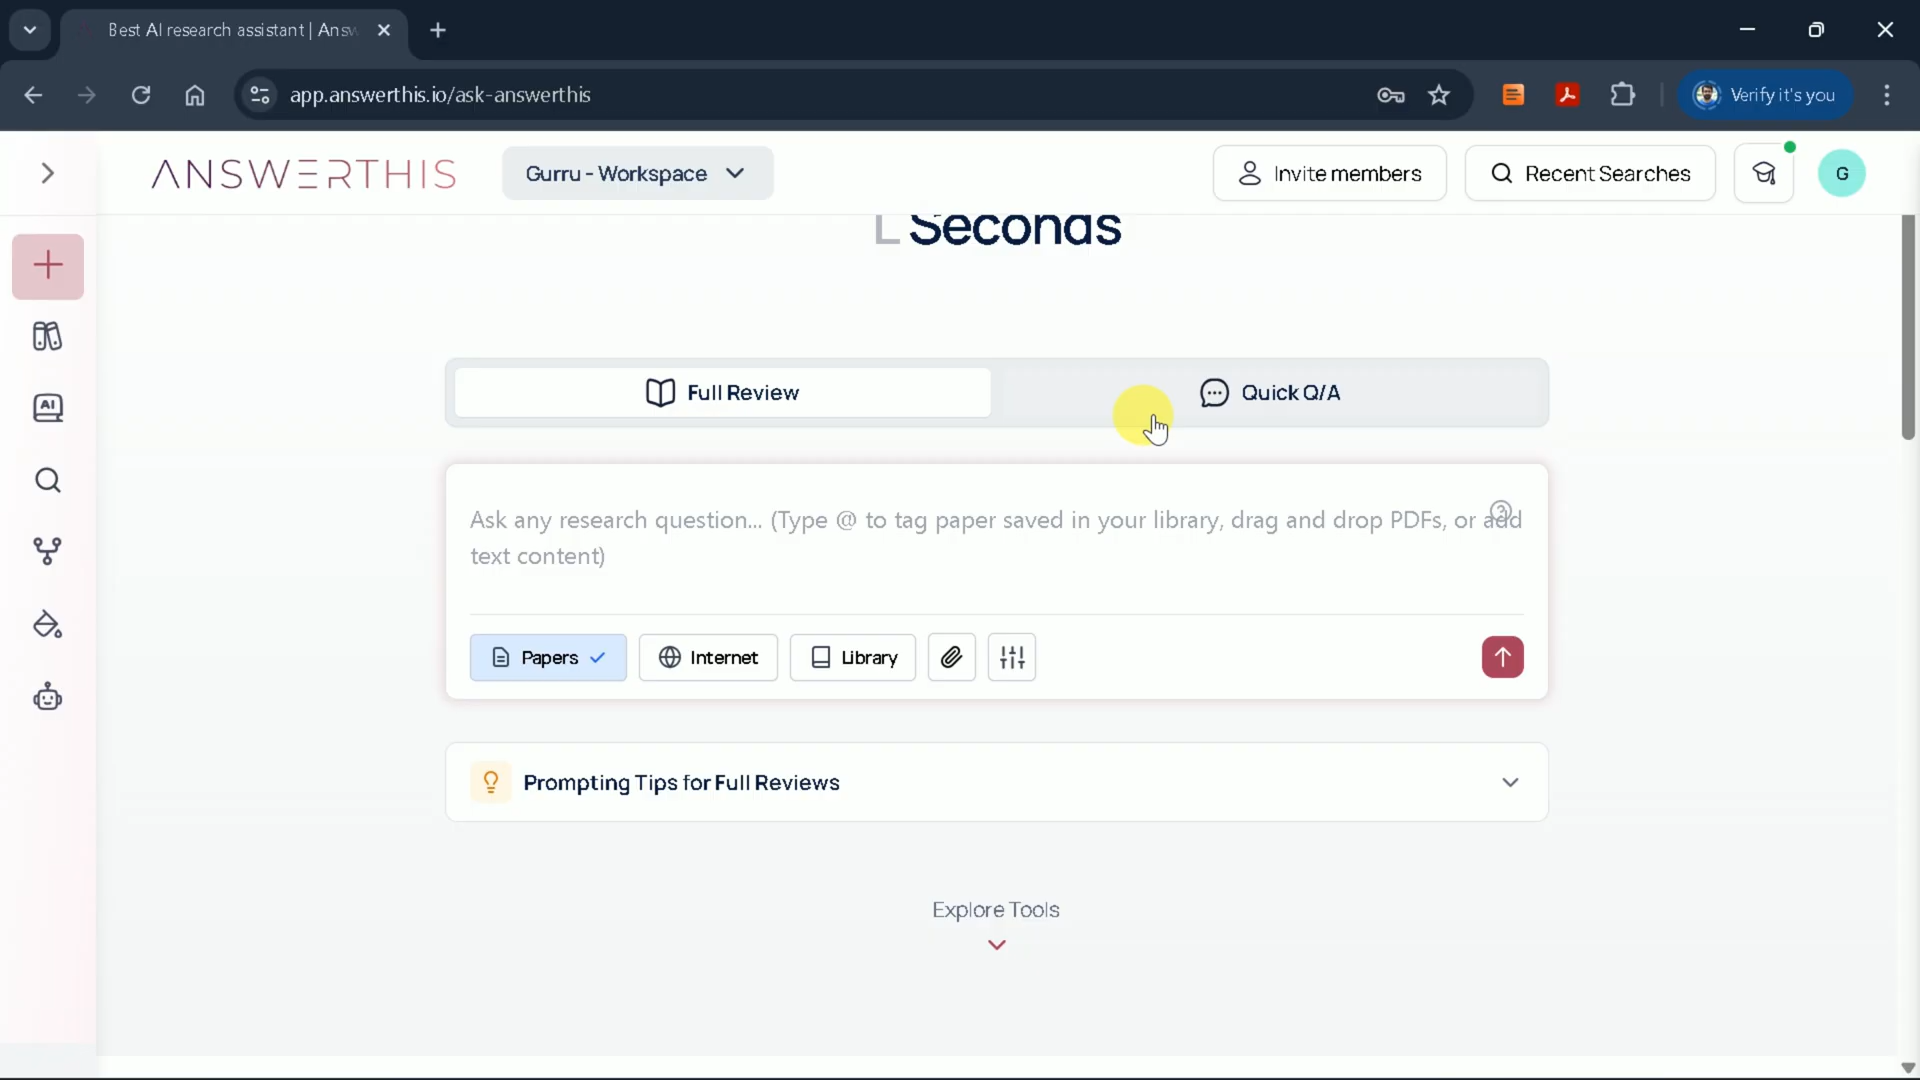 Best AI research assistant | Answ
app.answerthis.io/ask-answerthis
Verify it's you
ANSWERTHIS
Gurru - Workspace
Invite members
Recent Searches
G
Seconds
Full Review
Quick Q/A
Ask any research question... (Type @ to tag paper saved in your library, drag and drop PDFs, or add
text content)
Papers
Internet
Library
Prompting Tips for Full Reviews
Explore Tools
AI